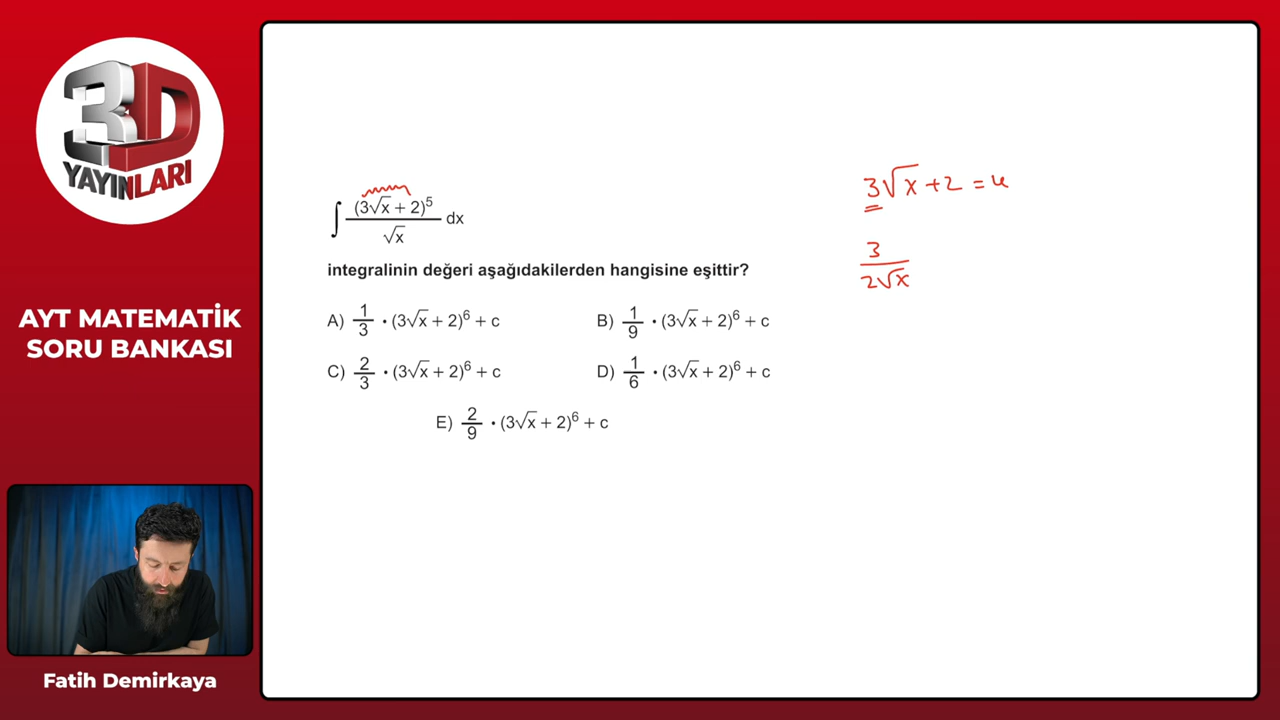 3D
YAYINLARI
AYT MATEMATİK
SORU BANKASI
Fatih Demirkaya
∫ (3√x + 2)⁵ / √x dx
integralinin değeri aşağıdakilerden hangisine eşittir?
A) 1/3 • (3√x + 2)⁶ + c
B) 1/9 • (3√x + 2)⁶ + c
C) 2/3 • (3√x + 2)⁶ + c
D) 1/6 • (3√x + 2)⁶ + c
E) 2/9 • (3√x + 2)⁶ + c
3√x + 2 = u
3 / 2√x